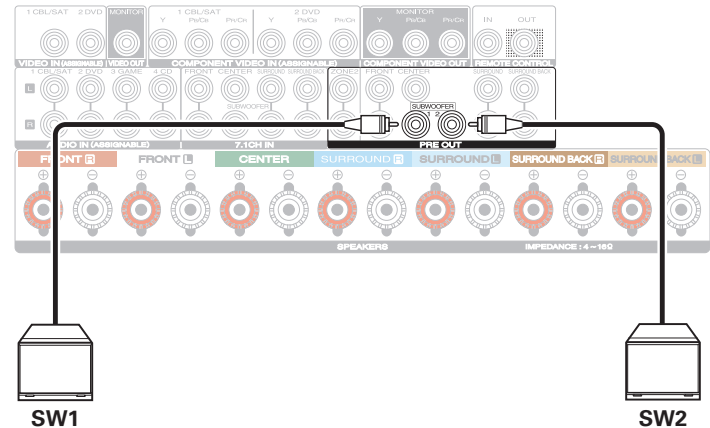 1 CBL/SAT 2 DVD MONITOR 1 CBL/SAT 2 DVD MONITOR
Y PB/CB PR/CR Y PB/CB PR/CR Y PB/CB PR/CR IN OUT
VIDEO IN (ASSIGNABLE) VIDEO OUT COMPONENT VIDEO IN (ASSIGNABLE) COMPONENT VIDEO OUT REMOTE CONTROL
1 CBL/SAT 2 DVD 3 GAME 4 CD FRONT CENTER SURROUND SURROUND BACK ZONE2 FRONT CENTER SURROUND SURROUND BACK
L
SUBWOOFER SUBWOOFER
1 2
R
AUDIO IN (ASSIGNABLE) 7.1CH IN PRE OUT
FRONT R FRONT L CENTER SURROUND R SURROUND L SURROUND BACK R SURROUND BACK L
+ − + − + − + − + − + − + −
SPEAKERS IMPEDANCE : 4~16Ω
SW1 SW2